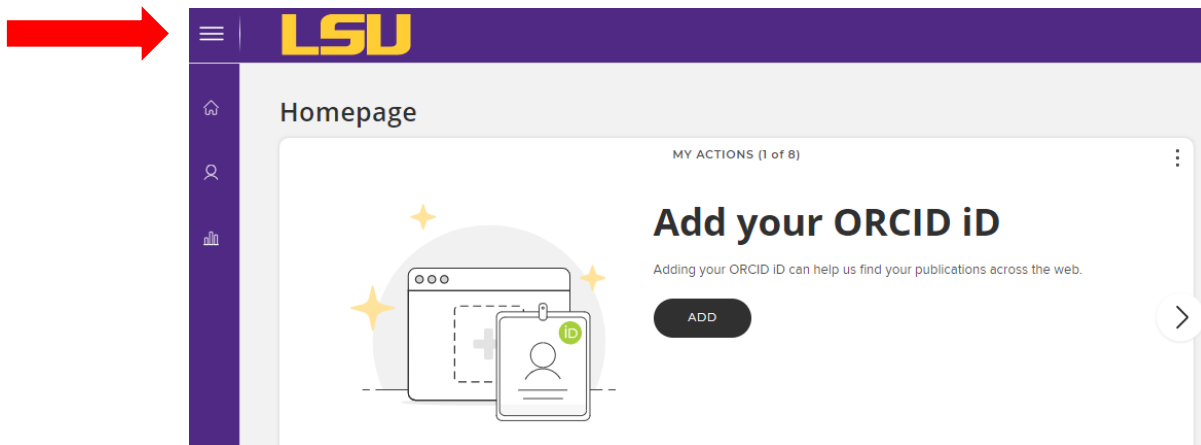 LSU
Homepage
MY ACTIONS (1 of 8)
Add your ORCID iD
Adding your ORCID iD can help us find your publications across the web.
ADD
iD